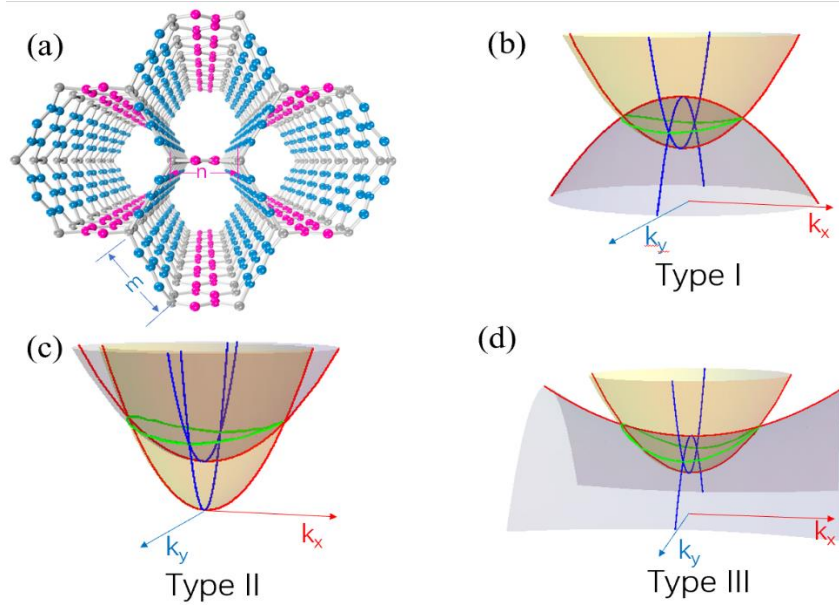 (a)
n
m
(b)
k_y
k_x
Type I
(c)
k_y
k_x
Type II
(d)
k_y
k_x
Type III